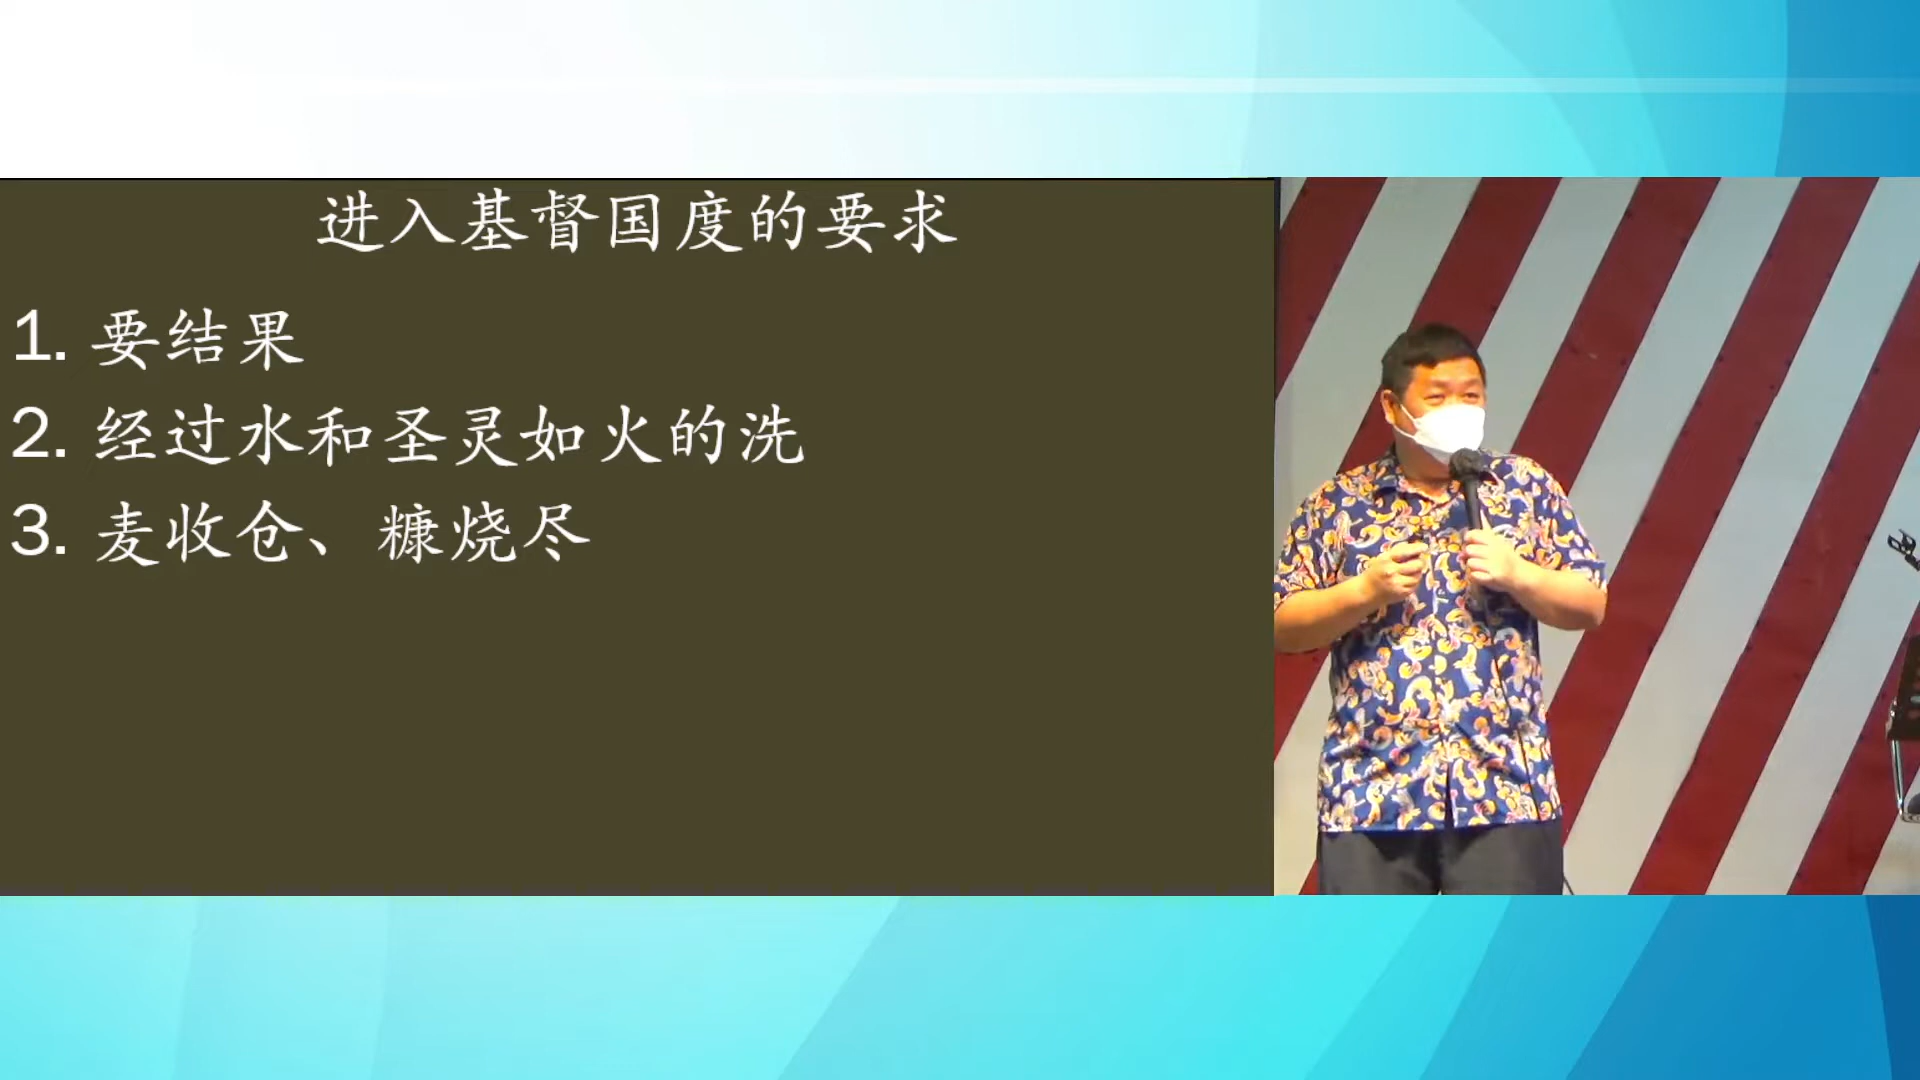 进入基督国度的要求
1. 要结果
2. 经过水和圣灵如火的洗
3. 麦收仓、糠烧尽